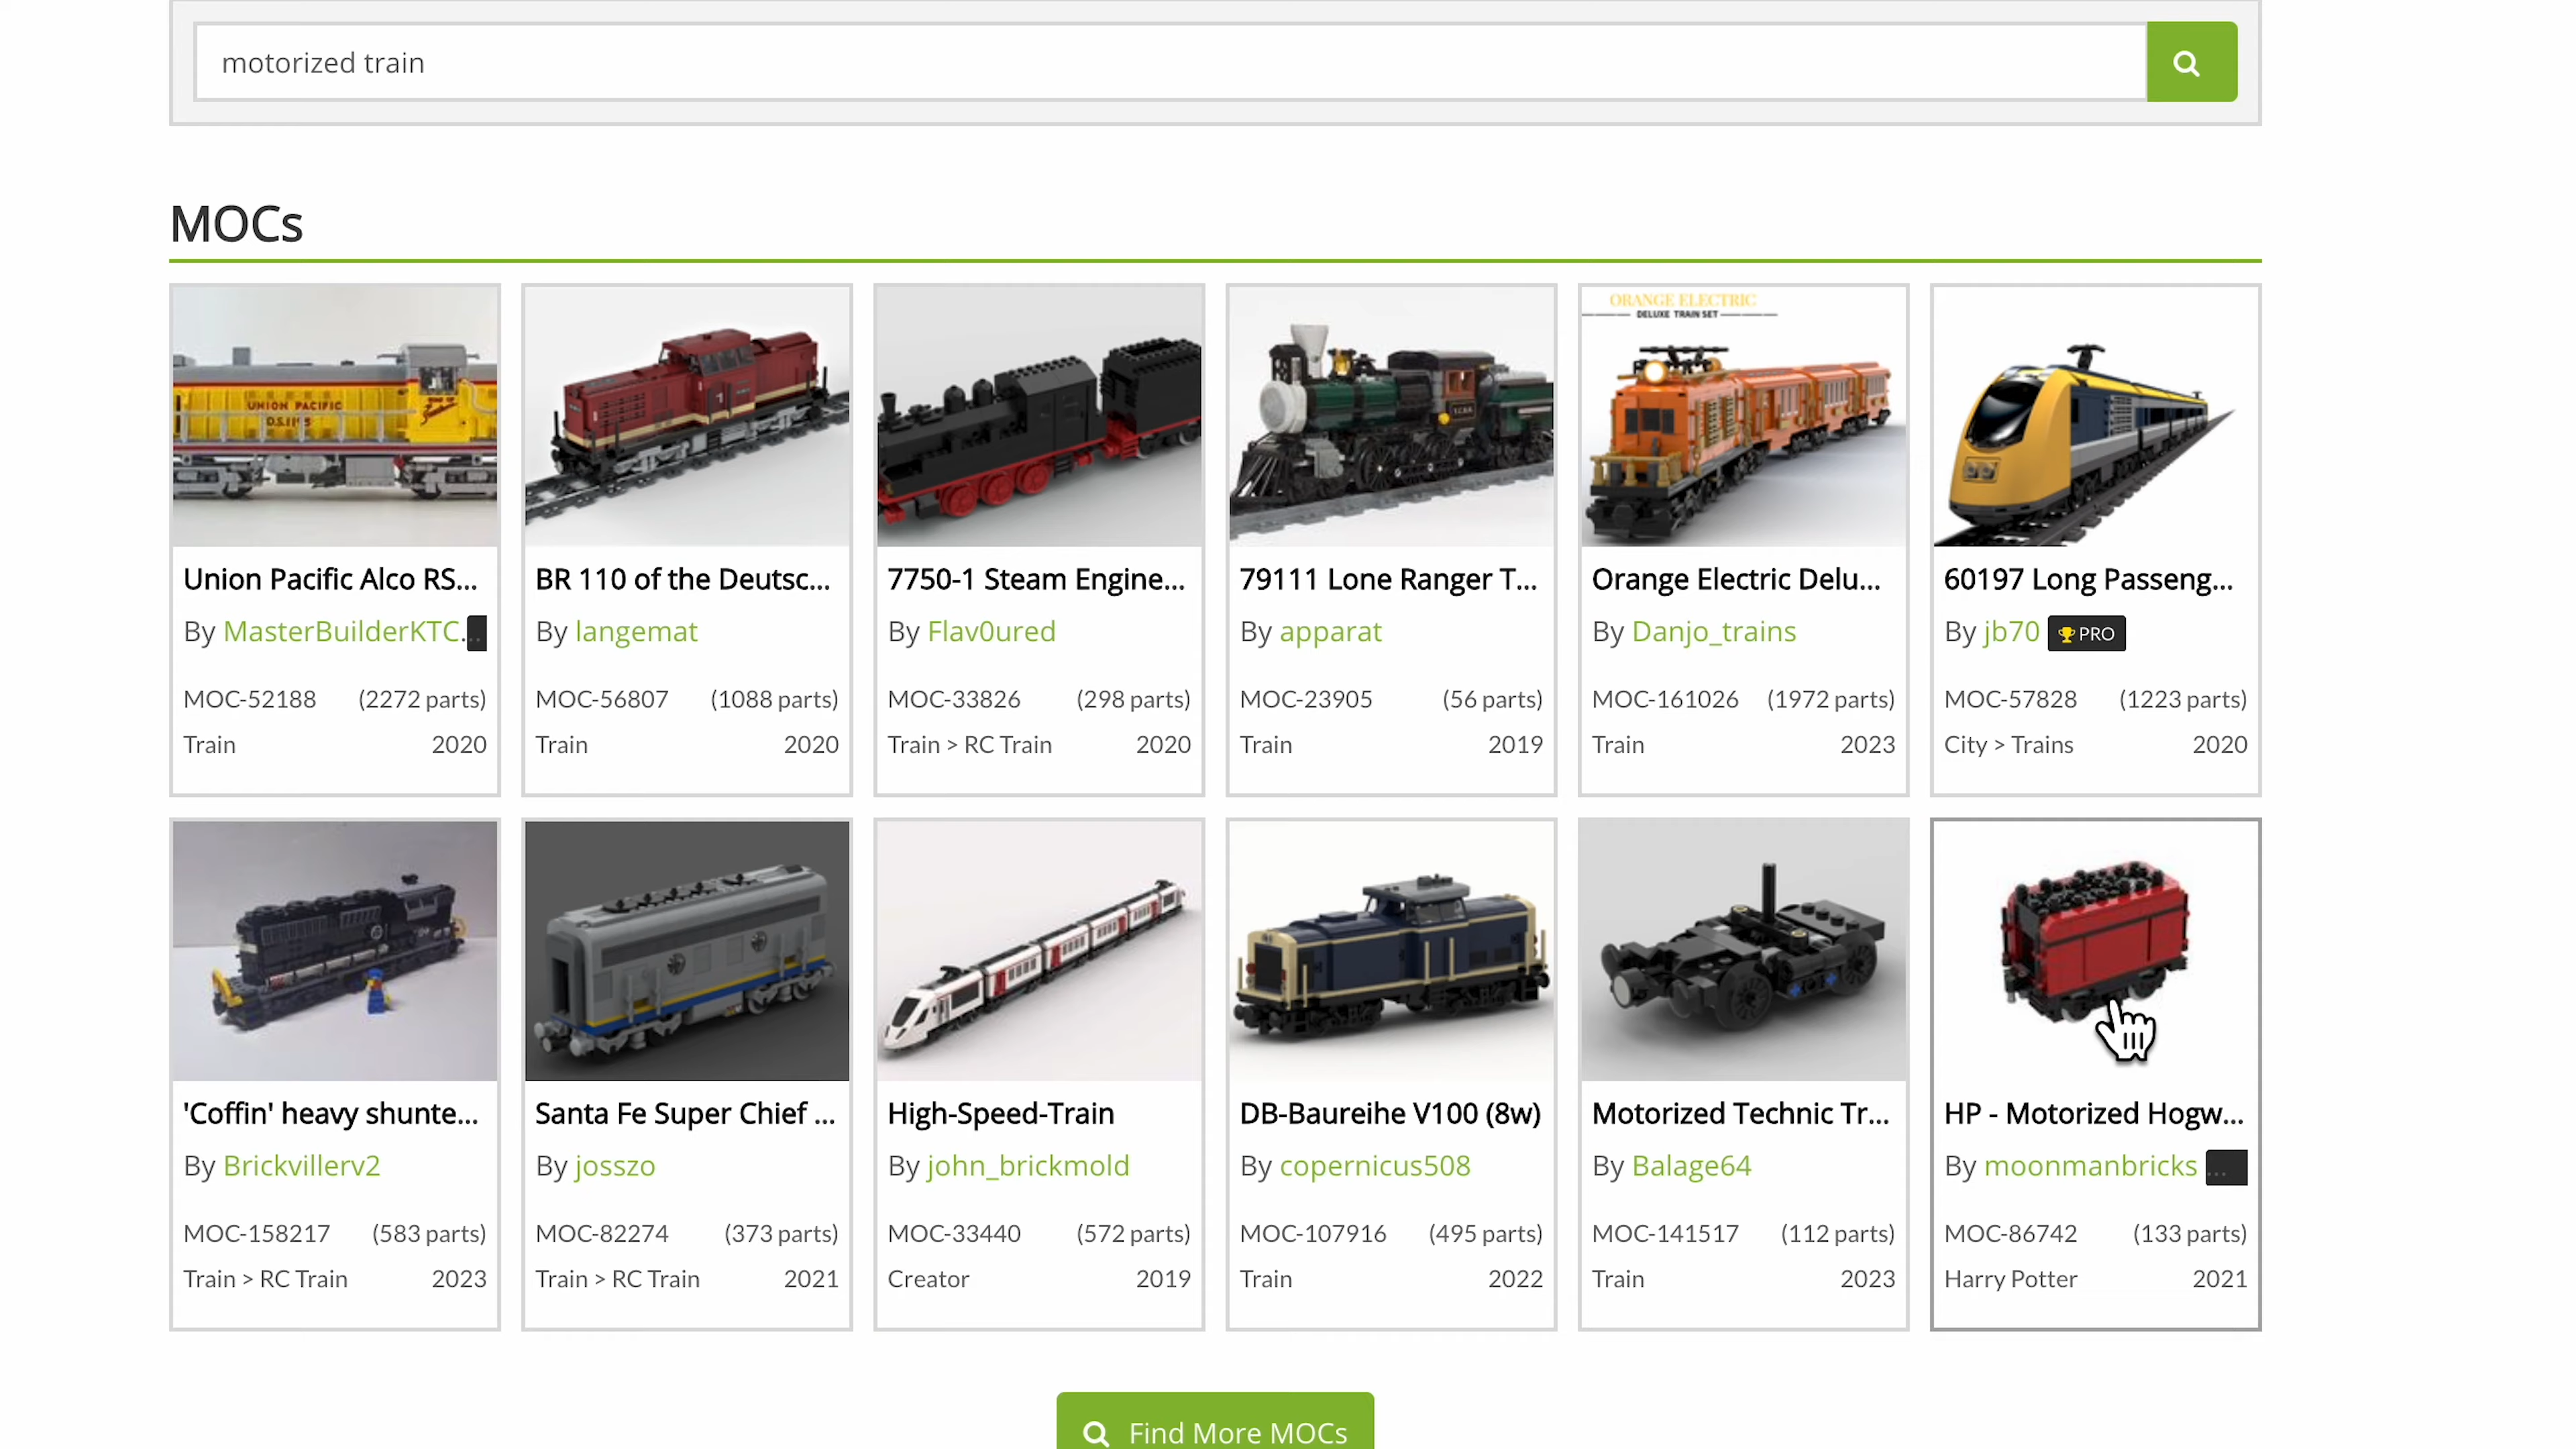 motorized train
MOCs
UNION PACIFIC
ORANGE ELECTRIC
DELUXE TRAIN SET
Union Pacific Alco RS...
By MasterBuilderKTC...
MOC-52188 (2272 parts)
Train 2020
BR 110 of the Deutsc...
By langemat
MOC-56807 (1088 parts)
Train 2020
7750-1 Steam Engine...
By Flav0ured
MOC-33826 (298 parts)
Train > RC Train 2020
79111 Lone Ranger T...
By apparat
MOC-23905 (56 parts)
Train 2019
Orange Electric Delu...
By Danjo_trains
MOC-161026 (1972 parts)
Train 2023
60197 Long Passeng...
By jb70 PRO
MOC-57828 (1223 parts)
City > Trains 2020
'Coffin' heavy shunte...
By Brickvillerv2
MOC-158217 (583 parts)
Train > RC Train 2023
Santa Fe Super Chief ...
By josszo
MOC-82274 (373 parts)
Train > RC Train 2021
High-Speed-Train
By john_brickmold
MOC-33440 (572 parts)
Creator 2019
DB-Baureihe V100 (8w)
By copernicus508
MOC-107916 (495 parts)
Train 2022
Motorized Technic Tr...
By Balage64
MOC-141517 (112 parts)
Train 2023
HP - Motorized Hogw...
By moonmanbricks ...
MOC-86742 (133 parts)
Harry Potter 2021
Find More MOCs